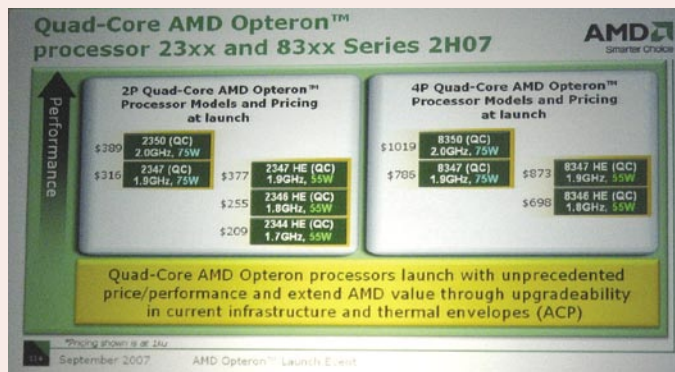 Quad-Core AMD Opteron™
processor 23xx and 83xx Series 2H07
AMD
Smarter Choice
Performance
2P Quad-Core AMD Opteron™
Processor Models and Pricing
at launch
$389 2350 (QC)
2.0GHz, 75W
$316 2347 (QC)
1.9GHz, 75W
$377 2347 HE (QC)
1.9GHz, 55W
$255 2346 HE (QC)
1.8GHz, 55W
$209 2344 HE (QC)
1.7GHz, 55W
4P Quad-Core AMD Opteron™
Processor Models and Pricing
at launch
$1019 8350 (QC)
2.0GHz, 75W
$786 8347 (QC)
1.9GHz, 75W
$873 8347 HE (QC)
1.9GHz, 55W
$698 8346 HE (QC)
1.8GHz, 55W
Quad-Core AMD Opteron processors launch with unprecedented
price/performance and extend AMD value through upgradeability
in current infrastructure and thermal envelopes (ACP)
*Pricing shown is at 1ku
September 2007 AMD Opteron™ Launch Event